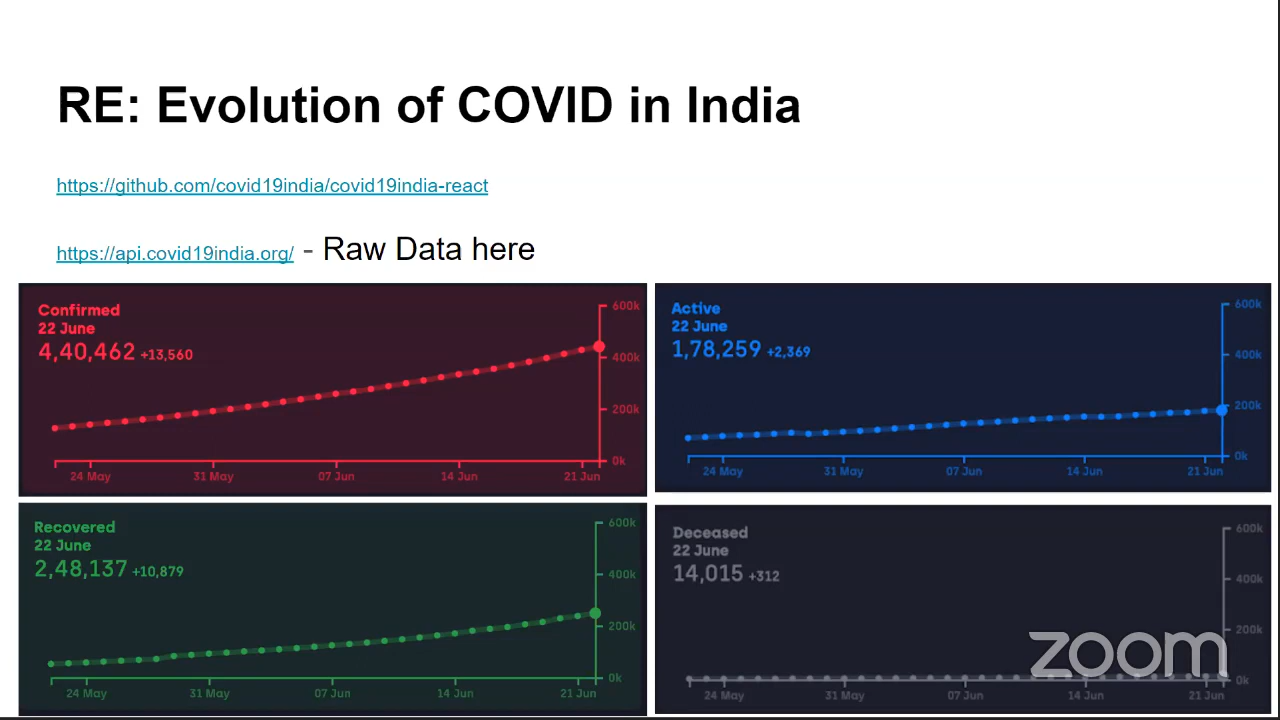 RE: Evolution of COVID in India
https://github.com/covid19india/covid19india-react
https://api.covid19india.org/ - Raw Data here
Confirmed
22 June
4,40,462 +13,560
600k
400k
200k
0k
24 May 31 May 07 Jun 14 Jun 21 Jun
Active
22 June
1,78,259 +2,369
600k
400k
200k
0k
24 May 31 May 07 Jun 14 Jun 21 Jun
Recovered
22 June
2,48,137 +10,879
600k
400k
200k
0k
24 May 31 May 07 Jun 14 Jun 21 Jun
Deceased
22 June
14,015 +312
600k
400k
200k
0k
24 May 31 May 07 Jun 14 Jun 21 Jun
zoom